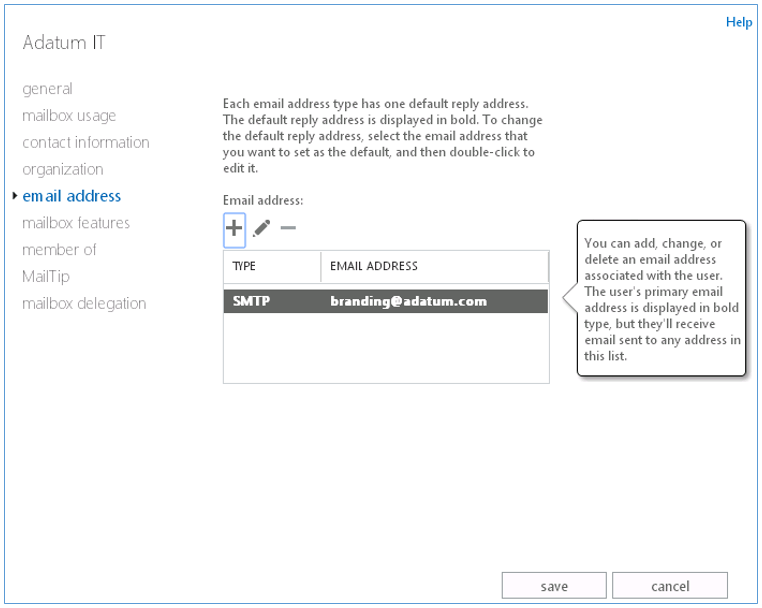 Help
Adatum IT
general
mailbox usage
contact information
organization
email address
mailbox features
member of
MailTip
mailbox delegation
Each email address type has one default reply address.
The default reply address is displayed in bold. To change
the default reply address, select the email address that
you want to set as the default, and then double-click to
edit it.
Email address:
TYPE EMAIL ADDRESS
SMTP branding@adatum.com
You can add, change, or
delete an email address
associated with the user.
The user's primary email
address is displayed in bold
type, but they'll receive
email sent to any address in
this list.
save cancel